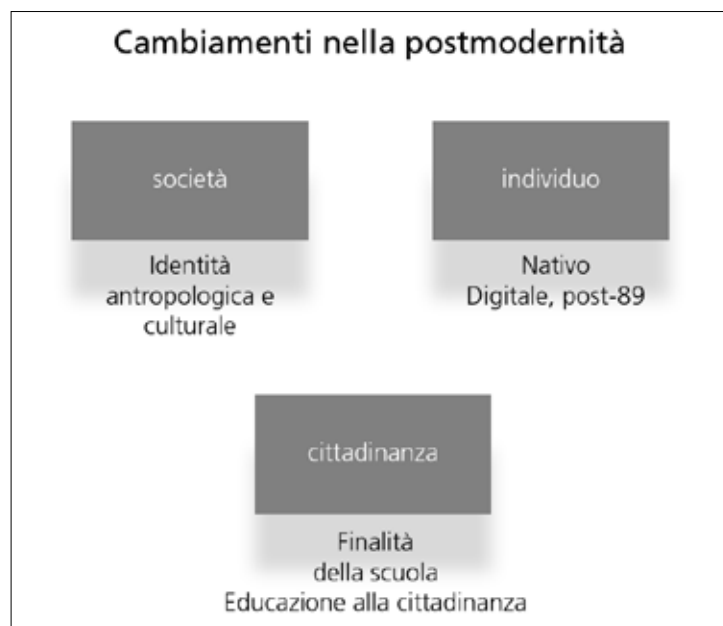 Cambiamenti nella postmodernità
società
individuo
Identità
antropologica e
culturale
Nativo
Digitale, post-89
cittadinanza
Finalità
della scuola
Educazione alla cittadinanza